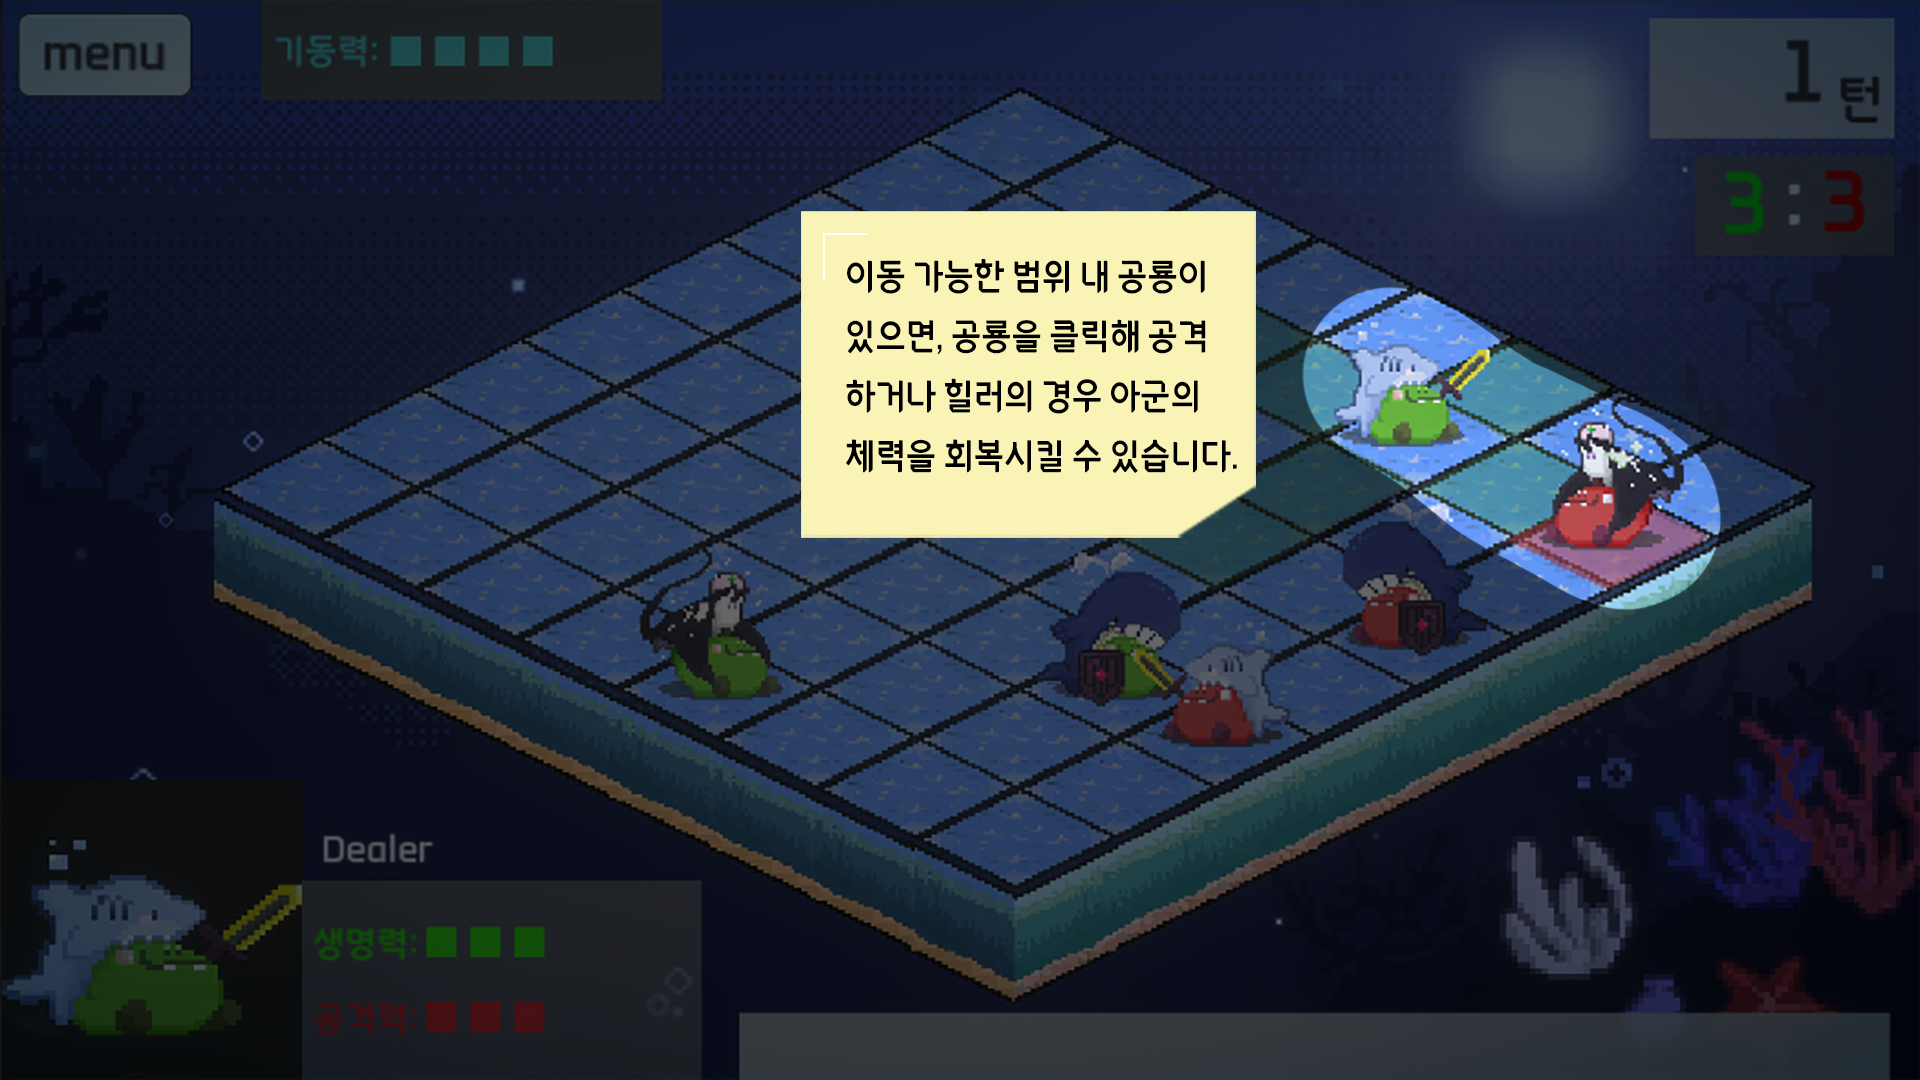 menu
기동력:
1 턴
3 : 3
이동 가능한 범위 내 공룡이
있으면, 공룡을 클릭해 공격
하거나 힐러의 경우 아군의
체력을 회복시킬 수 있습니다.
Dealer
생명력:
공격력: